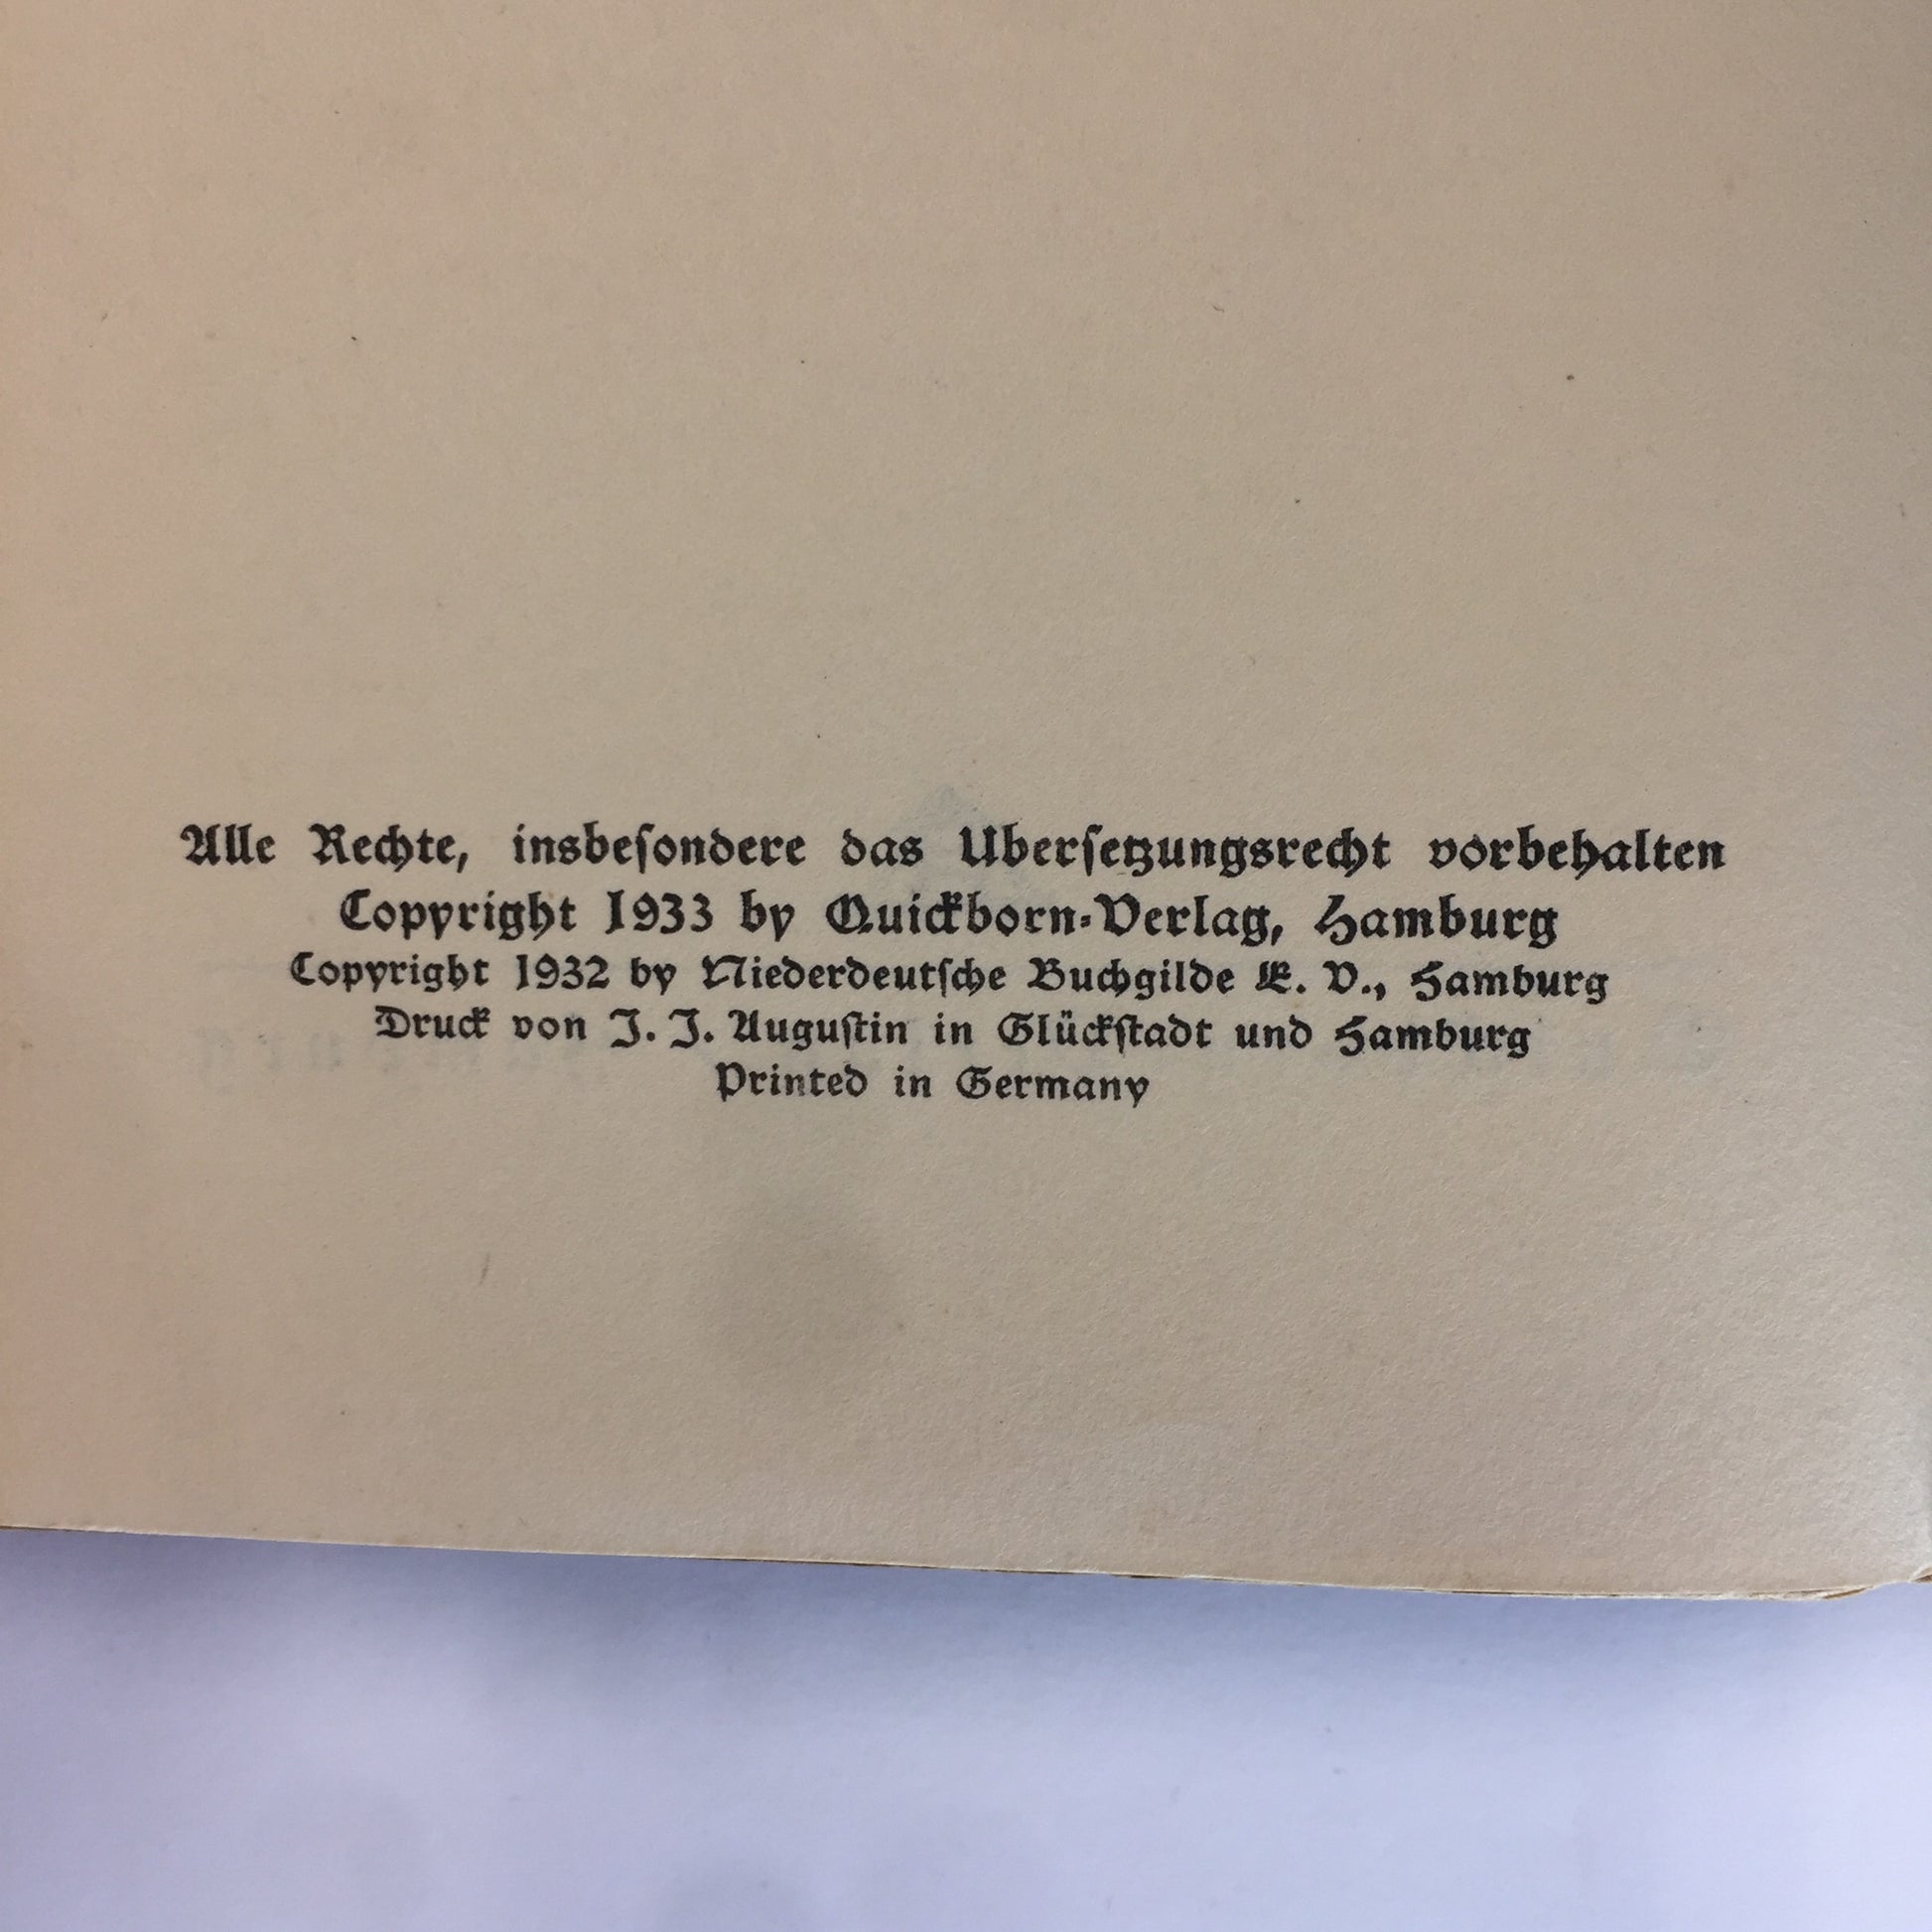 Alle Rechte, insbesondere das Ubersetzungsrecht vorbehalten
Copyright 1933 by Quickborn-Verlag, Hamburg
Copyright 1932 by Niederdeutsche Buchgilde E. V., Hamburg
Druck von J. J. Augustin in Glückstadt und Hamburg
Printed in Germany